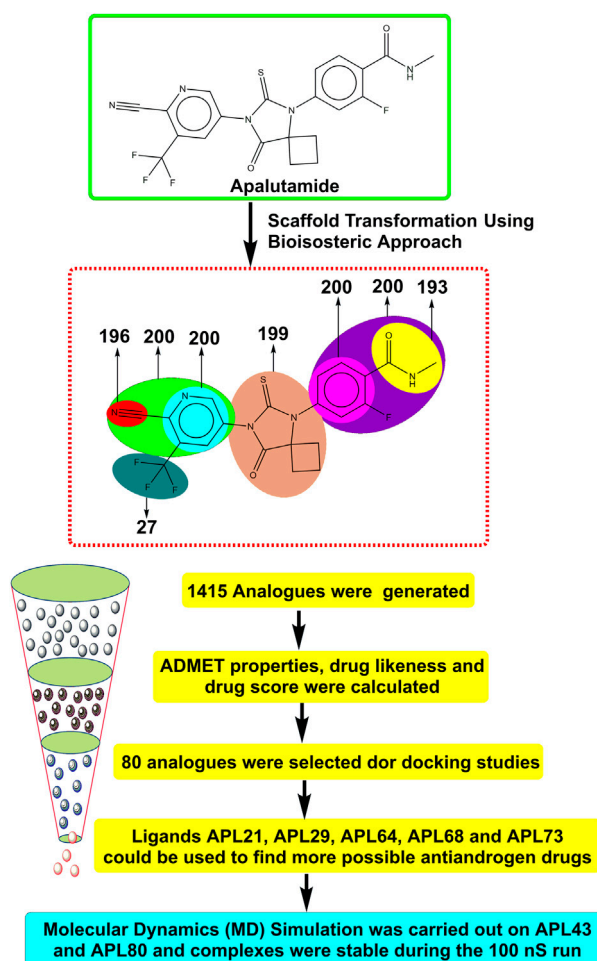 N
S
O
N
H
N
N
N
F
O
F
F
F
Apalutamide
Scaffold Transformation Using
Bioisosteric Approach
196
200
200
199
200
200
193
O
N
H
S
N
N
N
N
F
O
F
F
F
27
1415 Analogues were generated
ADMET properties, drug likeness and
drug score were calculated
80 analogues were selected dor docking studies
Ligands APL21, APL29, APL64, APL68 and APL73
could be used to find more possible antiandrogen drugs
Molecular Dynamics (MD) Simulation was carried out on APL43
and APL80 and complexes were stable during the 100 nS run